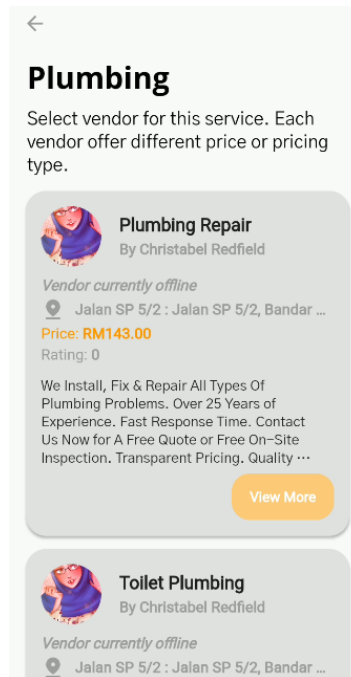 Plumbing
Select vendor for this service. Each
vendor offer different price or pricing
type.
Plumbing Repair
By Christabel Redfield
Vendor currently offline
Jalan SP 5/2 : Jalan SP 5/2, Bandar ...
Price: RM143.00
Rating: 0
We Install, Fix & Repair All Types Of
Plumbing Problems. Over 25 Years of
Experience. Fast Response Time. Contact
Us Now for A Free Quote or Free On-Site
Inspection. Transparent Pricing. Quality ⋯
View More
Toilet Plumbing
By Christabel Redfield
Vendor currently offline
Jalan SP 5/2 : Jalan SP 5/2, Bandar ...